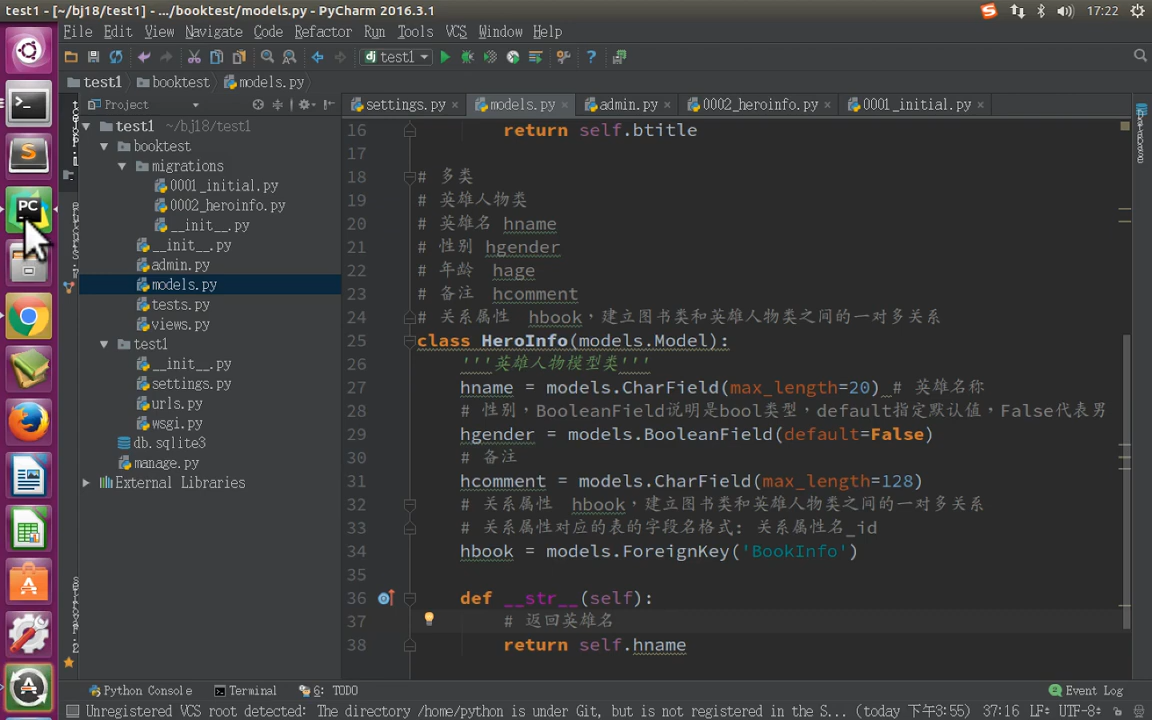 test1 - [~/bj18/test1] - .../booktest/models.py - PyCharm 2016.3.1
17:22
File Edit View Navigate Code Refactor Run Tools VCS Window Help
test1
test1 booktest models.py
Project
settings.py models.py admin.py 0002_heroinfo.py 0001_initial.py
test1 ~/bj18/test1
booktest
migrations
0001_initial.py
0002_heroinfo.py
__init__.py
__init__.py
admin.py
models.py
tests.py
views.py
test1
__init__.py
settings.py
urls.py
wsgi.py
db.sqlite3
manage.py
External Libraries
16 return self.btitle
17
18 # 多类
19 # 英雄人物类
20 # 英雄名 hname
21 # 性别 hgender
22 # 年龄 hage
23 # 备注 hcomment
24 # 关系属性 hbook，建立图书类和英雄人物类之间的一对多关系
25 class HeroInfo(models.Model):
26 '''英雄人物模型类'''
27 hname = models.CharField(max_length=20) # 英雄名称
28 # 性别，BooleanField说明是bool类型，default指定默认值，False代表男
29 hgender = models.BooleanField(default=False)
30 # 备注
31 hcomment = models.CharField(max_length=128)
32 # 关系属性 hbook，建立图书类和英雄人物类之间的一对多关系
33 # 关系属性对应的表的字段名格式: 关系属性名_id
34 hbook = models.ForeignKey('BookInfo')
35
36 def __str__(self):
37 # 返回英雄名
38 return self.hname
Python Console Terminal 6: TODO Event Log
Unregistered VCS root detected: The directory /home/python is under Git, but is not registered in the S... (today 下午3:55) 37:16 LF÷ UTF-8÷